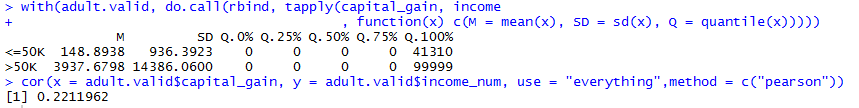 > with(adult.valid, do.call(rbind, tapply(capital_gain, income
+                                         , function(x) c(M = mean(x), SD = sd(x), Q = quantile(x)))))
              M         SD Q.0% Q.25% Q.50% Q.75% Q.100%
<=50K  148.8938   936.3923    0     0     0     0  41310
>50K  3937.6798 14386.0600    0     0     0     0  99999
> cor(x = adult.valid$capital_gain, y = adult.valid$income_num, use = "everything",method = c("pearson"))
[1] 0.2211962